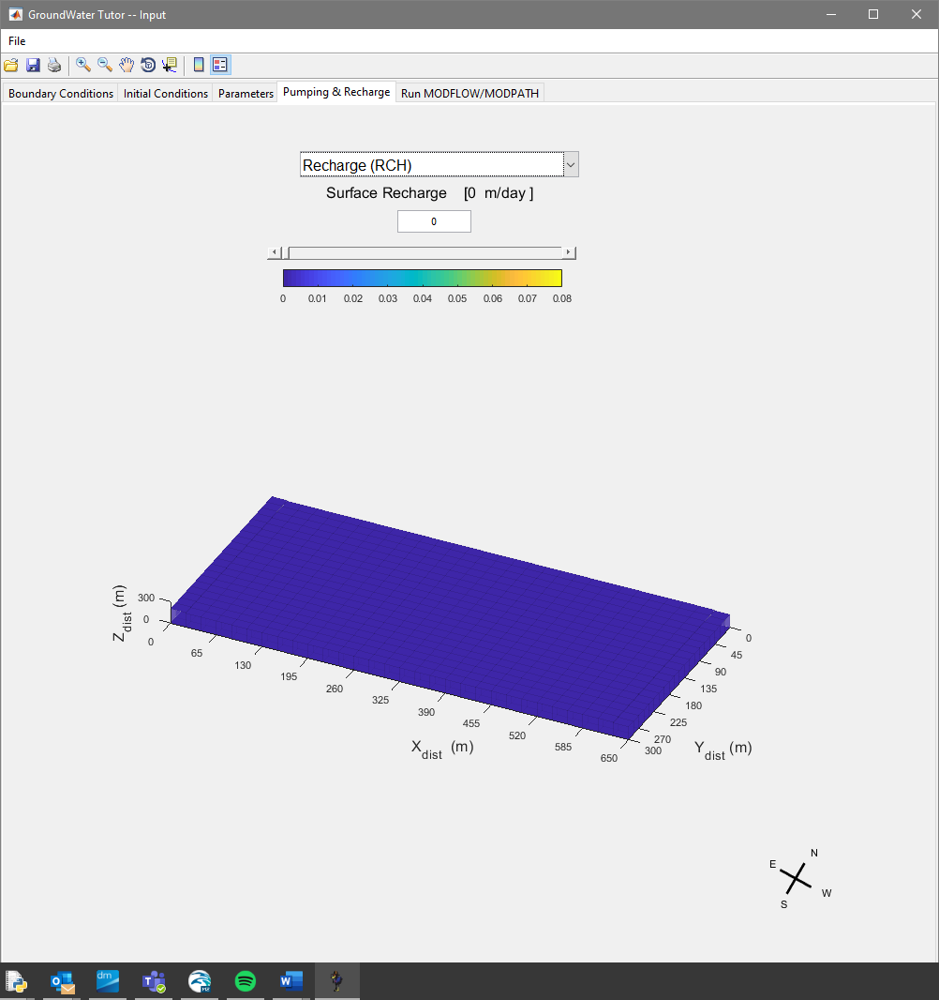 GroundWater Tutor -- Input
File
Boundary Conditions Initial Conditions Parameters Pumping & Recharge Run MODFLOW/MODPATH
Recharge (RCH)
Surface Recharge [0 m/day ]
0
0 0.01 0.02 0.03 0.04 0.05 0.06 0.07 0.08
Z dist (m)
300
0
0 65 130 195 260 325 390 455 520 585 650
X dist (m)
0 45 90 135 180 225 270 300
Y dist (m)
N
E
W
S
dm
W